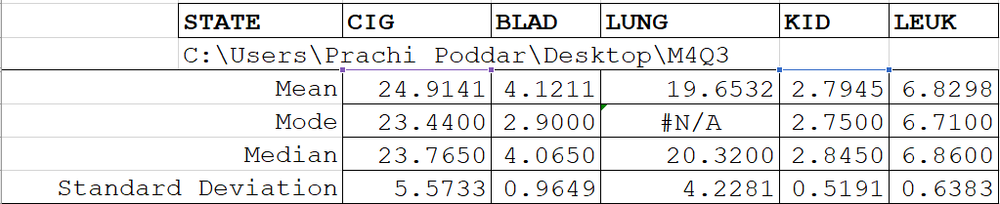 STATE CIG BLAD LUNG KID LEUK
C:\Users\Prachi Poddar\Desktop\M4Q3
Mean 24.9141 4.1211 19.6532 2.7945 6.8298
Mode 23.4400 2.9000 #N/A 2.7500 6.7100
Median 23.7650 4.0650 20.3200 2.8450 6.8600
Standard Deviation 5.5733 0.9649 4.2281 0.5191 0.6383